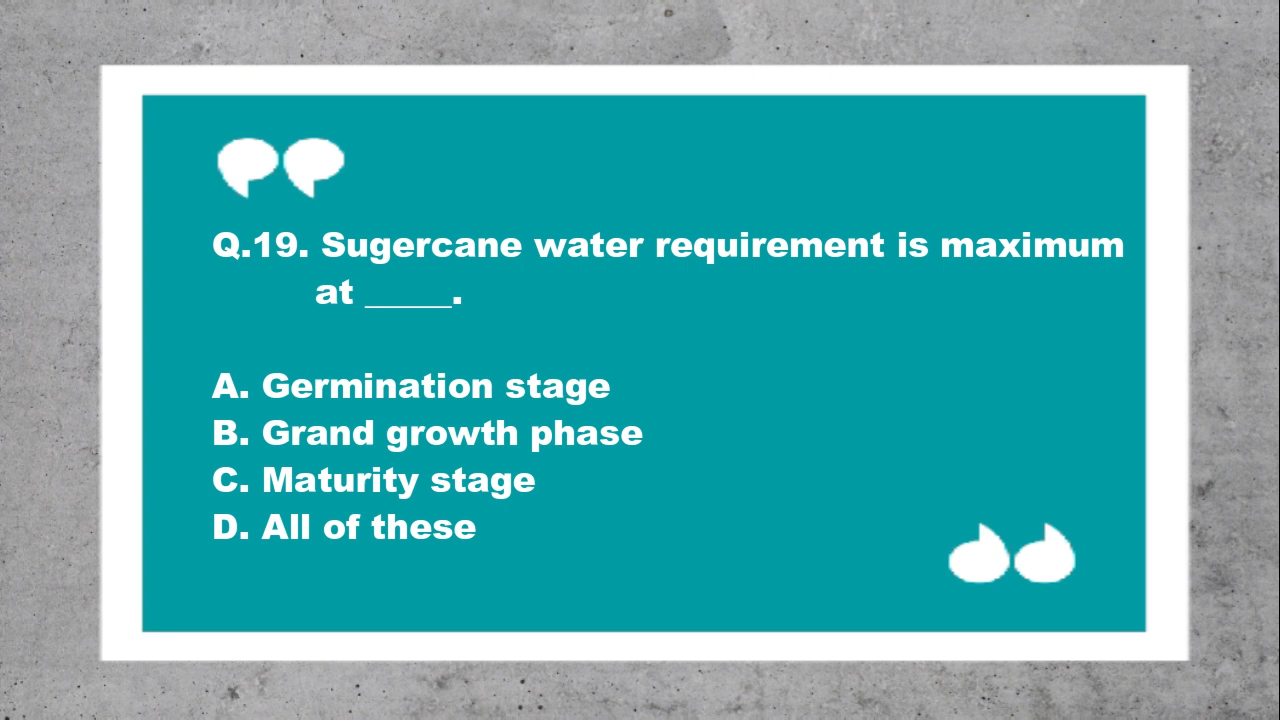 Q.19. Sugercane water requirement is maximum
at _____.
A. Germination stage
B. Grand growth phase
C. Maturity stage
D. All of these